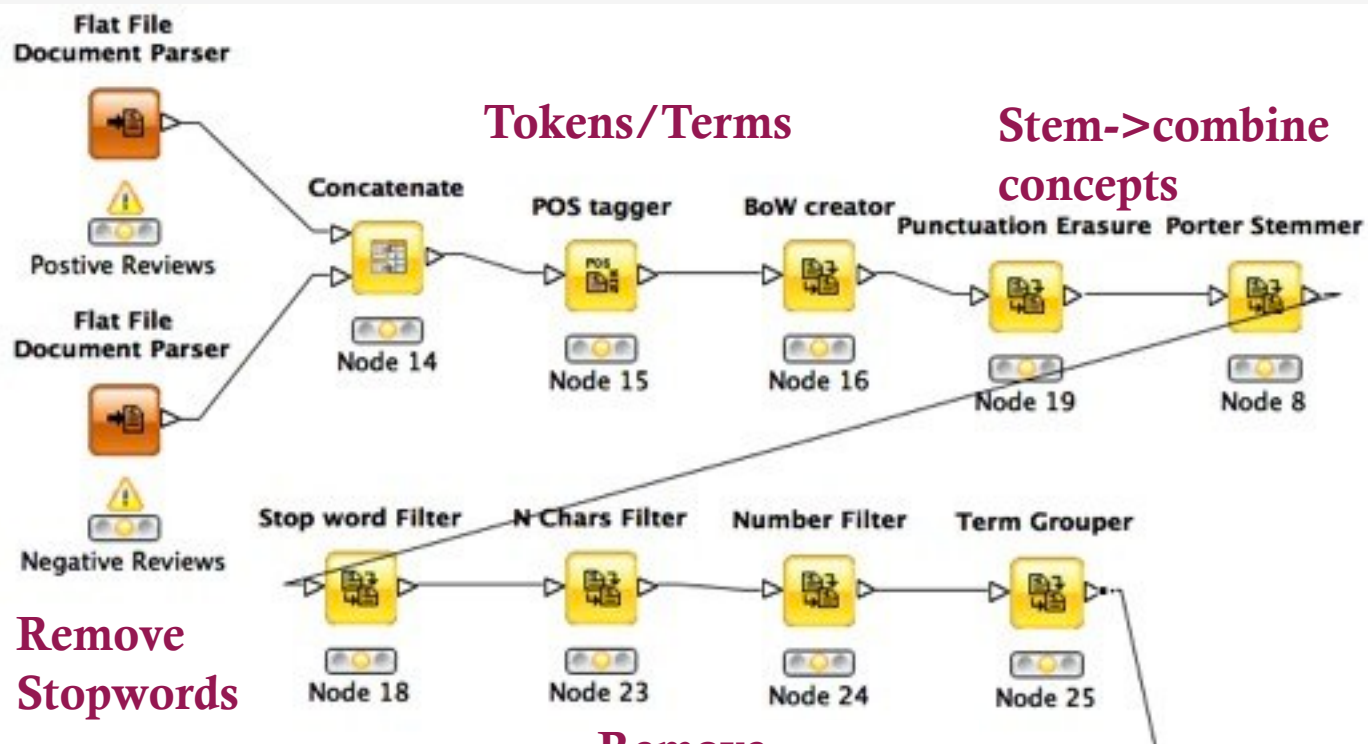 Flat File
Document Parser
Postive Reviews
Flat File
Document Parser
Negative Reviews
Tokens/Terms
Stem->combine
concepts
Concatenate
Node 14
POS tagger
POS
Node 15
BoW creator
Node 16
Punctuation Erasure
Node 19
Porter Stemmer
Node 8
Stop word Filter
Node 18
N Chars Filter
Node 23
Number Filter
Node 24
Term Grouper
Node 25
Remove
Stopwords
Remove